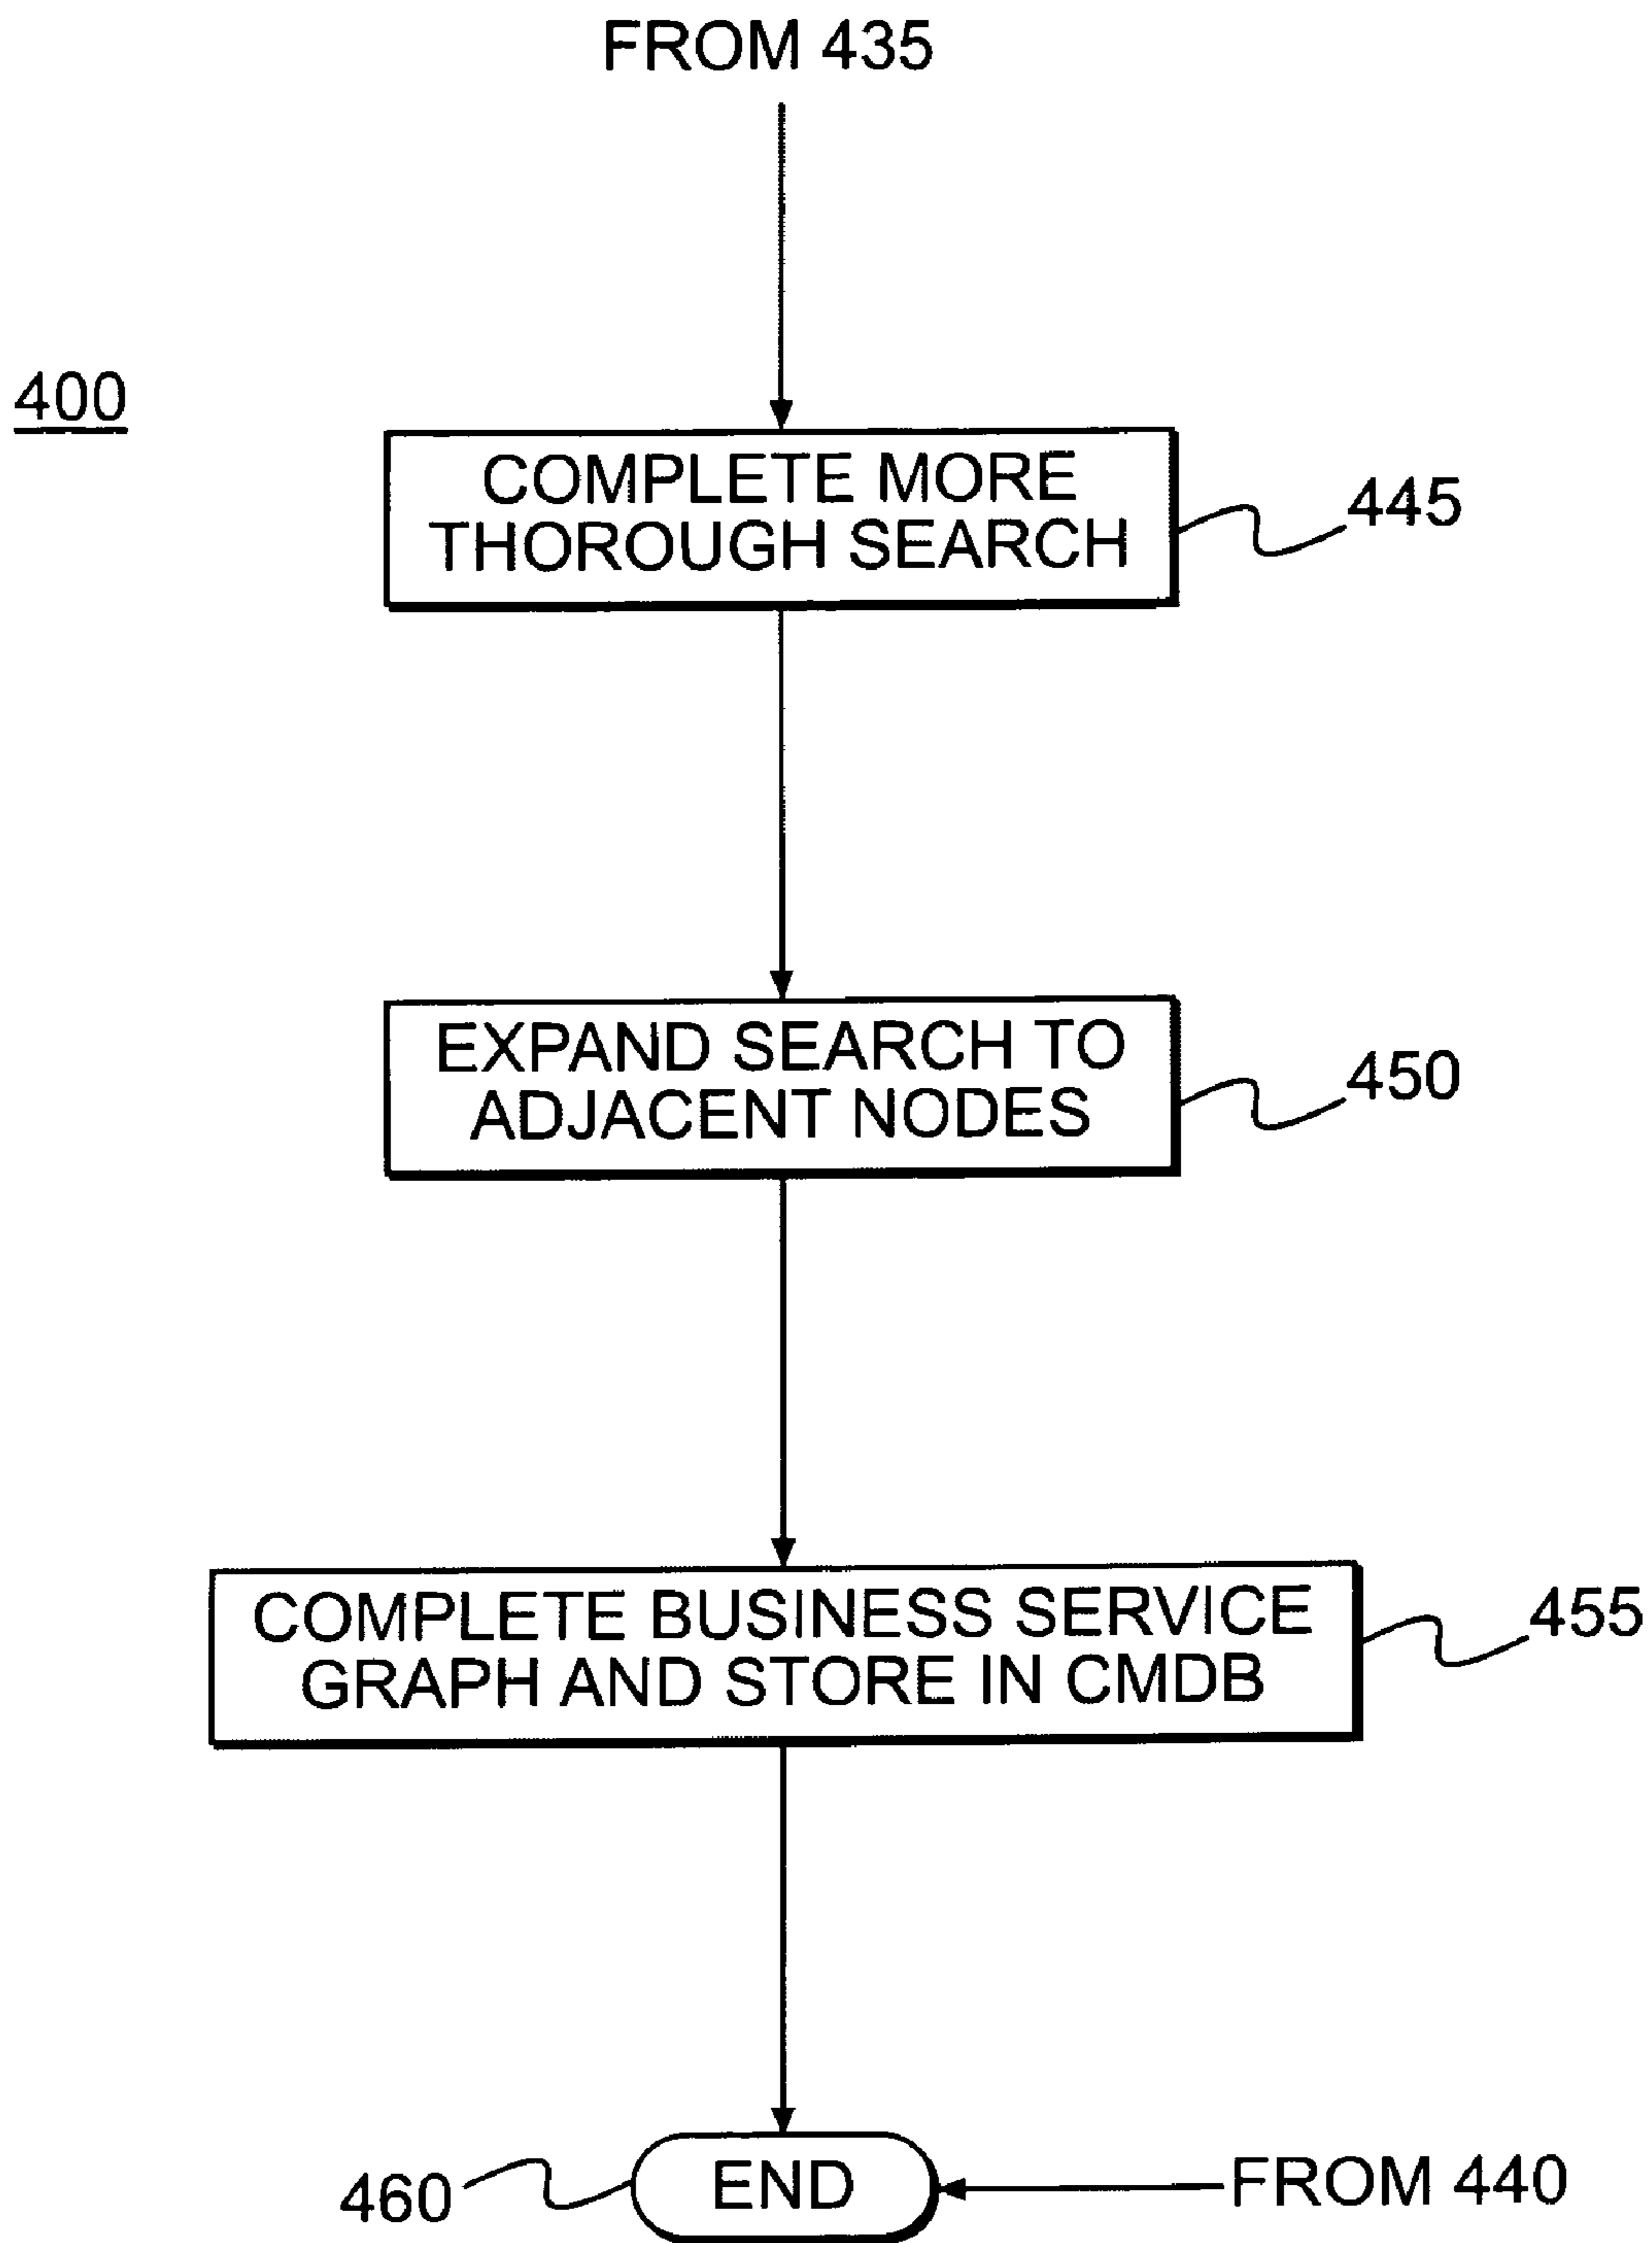 FROM 435
400
COMPLETE MORE
THOROUGH SEARCH
445
EXPAND SEARCH TO
ADJACENT NODES
450
COMPLETE BUSINESS SERVICE
GRAPH AND STORE IN CMDB
455
460
END
FROM 440